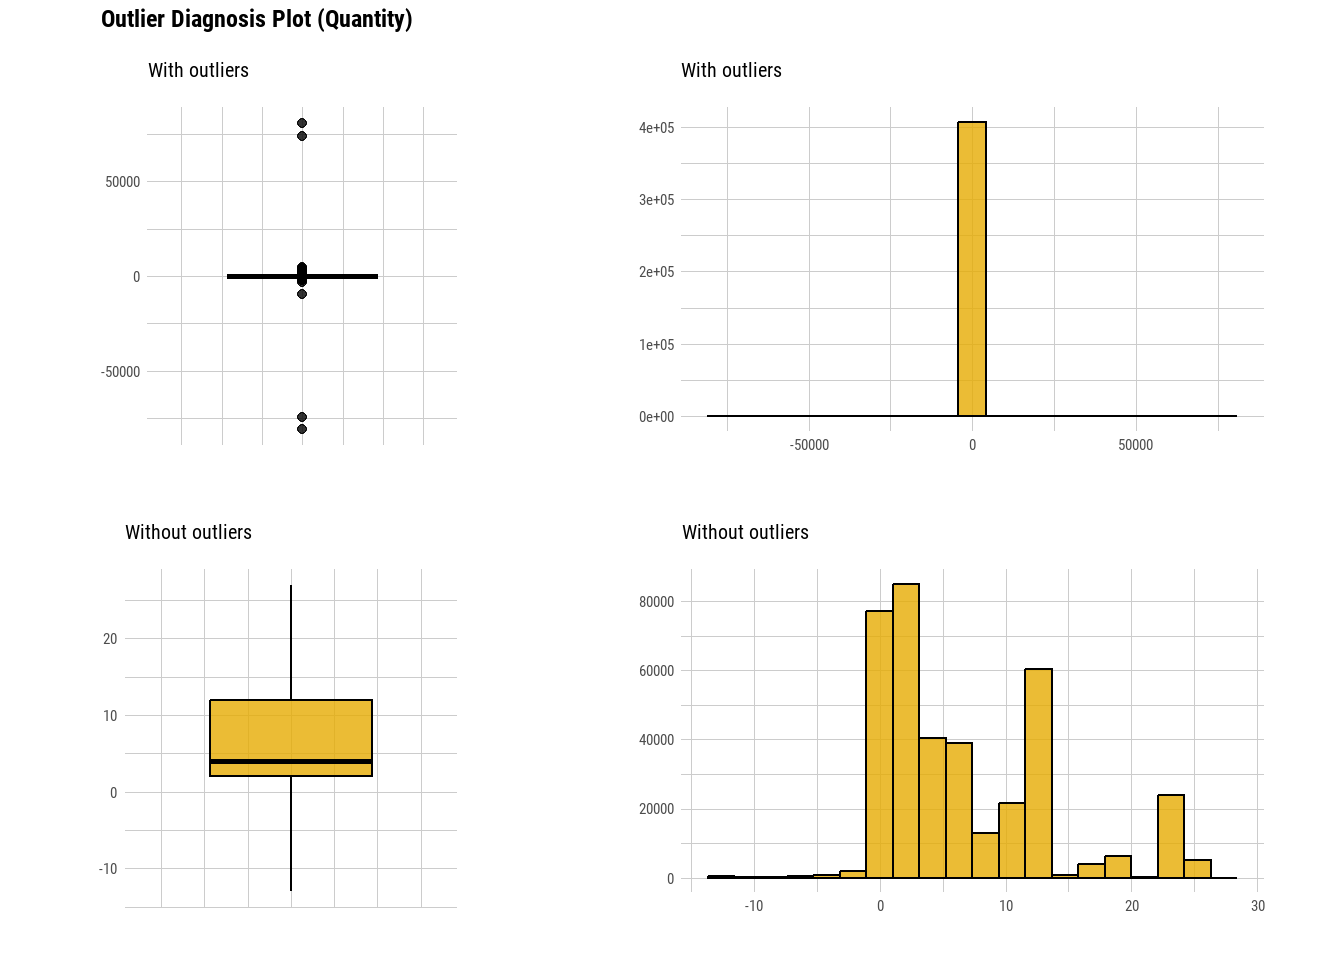 Outlier Diagnosis Plot (Quantity)
With outliers
50000
0
-50000
With outliers
4e+05
3e+05
2e+05
1e+05
0e+00
-50000 0 50000
Without outliers
20
10
0
-10
Without outliers
80000
60000
40000
20000
0
-10 0 10 20 30